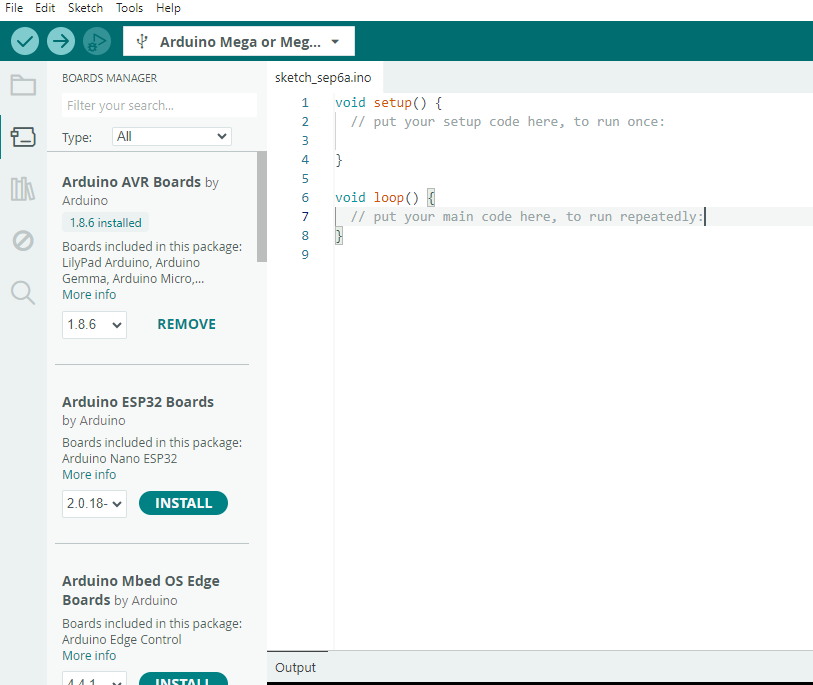 File Edit Sketch Tools Help
Arduino Mega or Meg...
BOARDS MANAGER
Filter your search...
Type: All
Arduino AVR Boards by
Arduino
1.8.6 installed
Boards included in this package:
LilyPad Arduino, Arduino
Gemma, Arduino Micro,...
More info
1.8.6 REMOVE
Arduino ESP32 Boards
by Arduino
Boards included in this package:
Arduino Nano ESP32
More info
2.0.18- INSTALL
Arduino Mbed OS Edge
Boards by Arduino
Boards included in this package:
Arduino Edge Control
More info
4.4.1 INSTALL
sketch_sep6a.ino
1 void setup() {
2 // put your setup code here, to run once:
3
4 }
5
6 void loop() {
7 // put your main code here, to run repeatedly:
8 }
9
Output